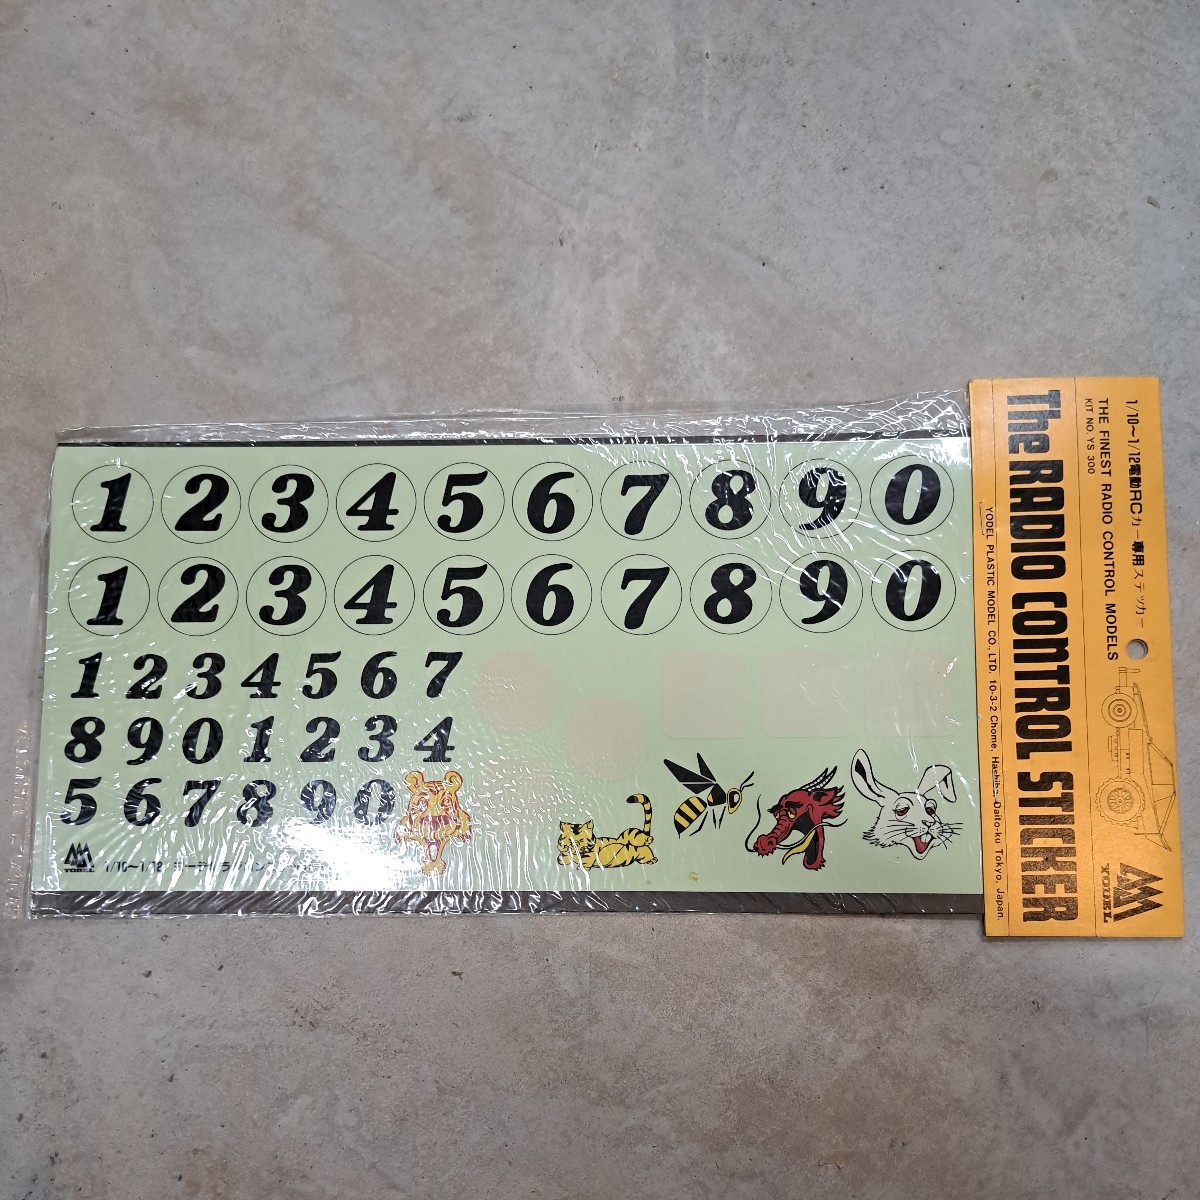 1 2 3 4 5 6 7 8 9 0
1 2 3 4 5 6 7 8 9 0
1 2 3 4 5 6 7
8 9 0 1 2 3 4
5 6 7 8 9 0
YODEL
1/10〜1/12
1/10〜1/12電動RCカー専用ステッカー
THE FINEST RADIO CONTROL MODELS
KIT NO. YS 300
The RADIO CONTROL STICKER
YODEL PLASTIC MODEL CO., LTD. 10-3-2 Chome, Hashiba Daito-ku Tokyo, Japan.
YODEL